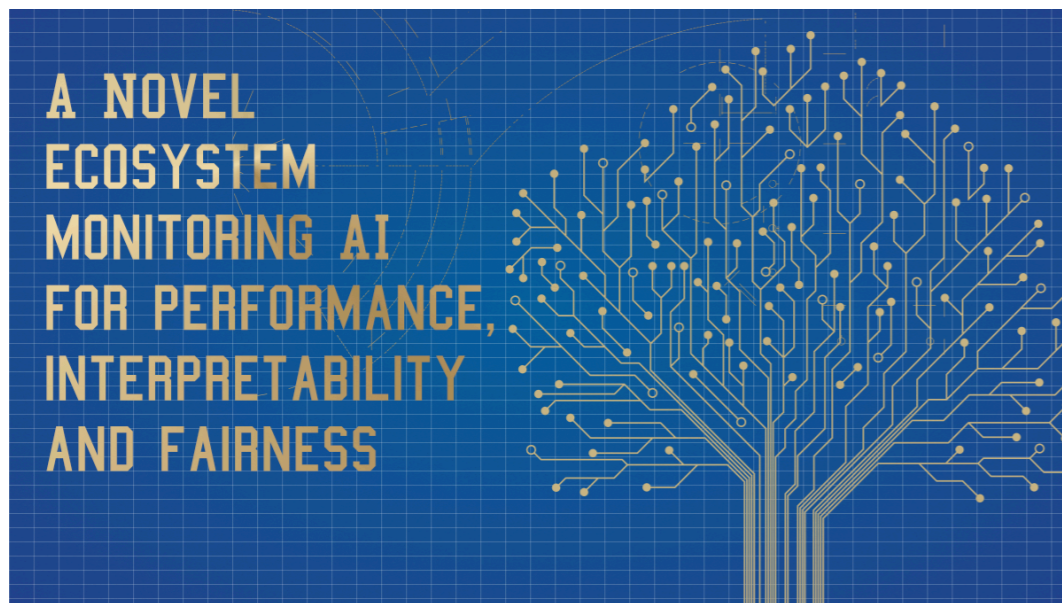 A NOVEL
ECOSYSTEM
MONITORING AI
FOR PERFORMANCE,
INTERPRETABILITY
AND FAIRNESS